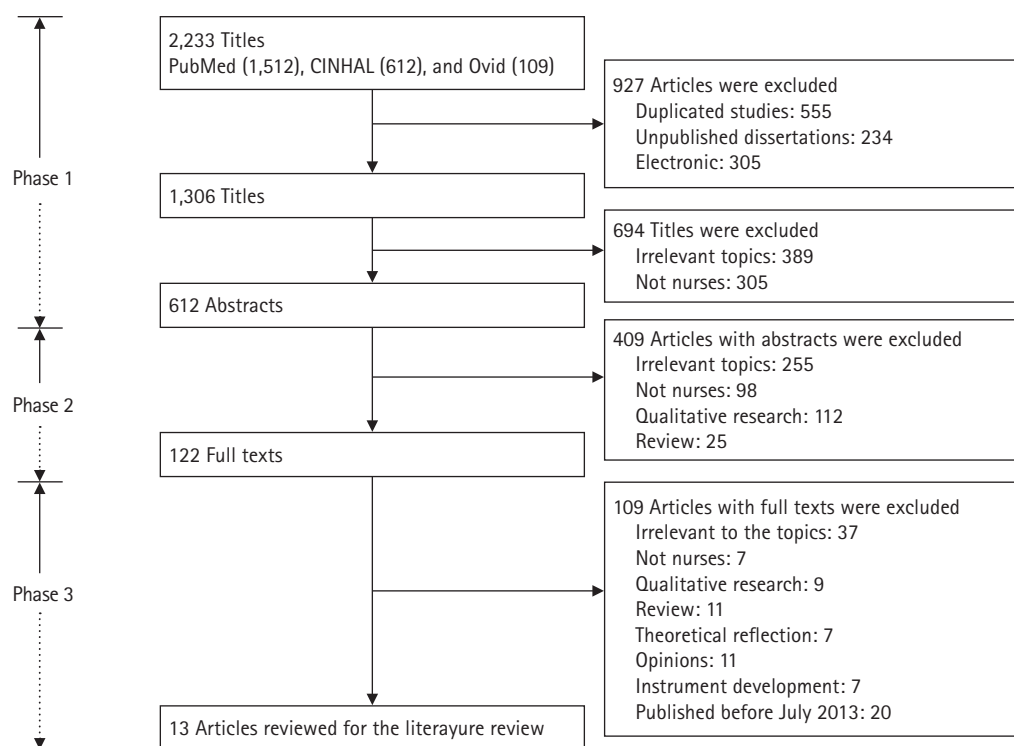 2,233 Titles
PubMed (1,512), CINHAL (612), and Ovid (109)
927 Articles were excluded
Duplicated studies: 555
Unpublished dissertations: 234
Electronic: 305
Phase 1
1,306 Titles
694 Titles were excluded
Irrelevant topics: 389
Not nurses: 305
612 Abstracts
409 Articles with abstracts were excluded
Irrelevant topics: 255
Not nurses: 98
Qualitative research: 112
Review: 25
Phase 2
122 Full texts
109 Articles with full texts were excluded
Irrelevant to the topics: 37
Not nurses: 7
Qualitative research: 9
Review: 11
Theoretical reflection: 7
Opinions: 11
Instrument development: 7
Published before July 2013: 20
Phase 3
13 Articles reviewed for the literayure review